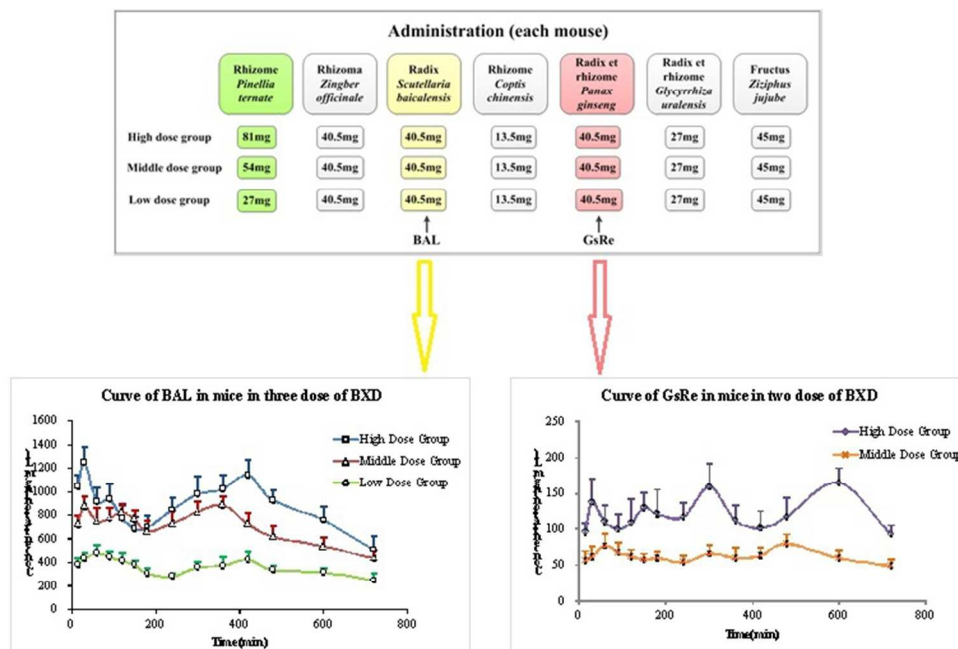 Administration (each mouse)
Rhizome
Pinellia
ternate
Rhizoma
Zingber
officinale
Radix
Scutellaria
baicalensis
Rhizome
Coptis
chinensis
Radix et
rhizome
Panax
ginseng
Radix et
rhizome
Glycyrrhiza
uralensis
Fructus
Ziziphus
jujube
High dose group 81mg 40.5mg 40.5mg 13.5mg 40.5mg 27mg 45mg
Middle dose group 54mg 40.5mg 40.5mg 13.5mg 40.5mg 27mg 45mg
Low dose group 27mg 40.5mg 40.5mg 13.5mg 40.5mg 27mg 45mg
BAL GsRe
Curve of BAL in mice in three dose of BXD
1600
1400
1200
1000
800
600
400
200
0
High Dose Group
Middle Dose Group
Low Dose Group
0 200 400 600 800
Time(min)
Curve of GsRe in mice in two dose of BXD
250
200
150
100
50
0
High Dose Group
Middle Dose Group
0 200 400 600 800
Time(min)